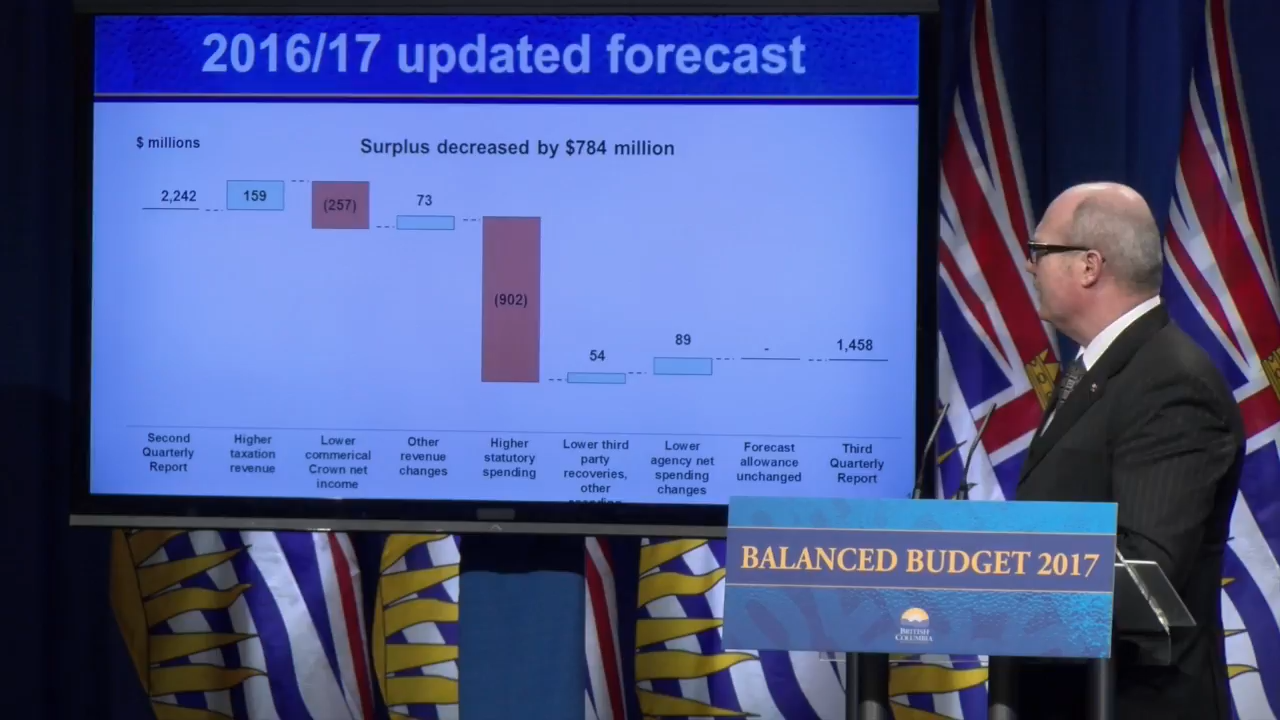 2016/17 updated forecast
$ millions
Surplus decreased by $784 million
2,242
159
(257)
73
(902)
54
89
-
1,458
Second
Quarterly
Report
Higher
taxation
revenue
Lower
commerical
Crown net
income
Other
revenue
changes
Higher
statutory
spending
Lower third
party
recoveries,
other
Lower
agency net
spending
changes
Forecast
allowance
unchanged
Third
Quarterly
Report
BALANCED BUDGET 2017
BRITISH
COLUMBIA